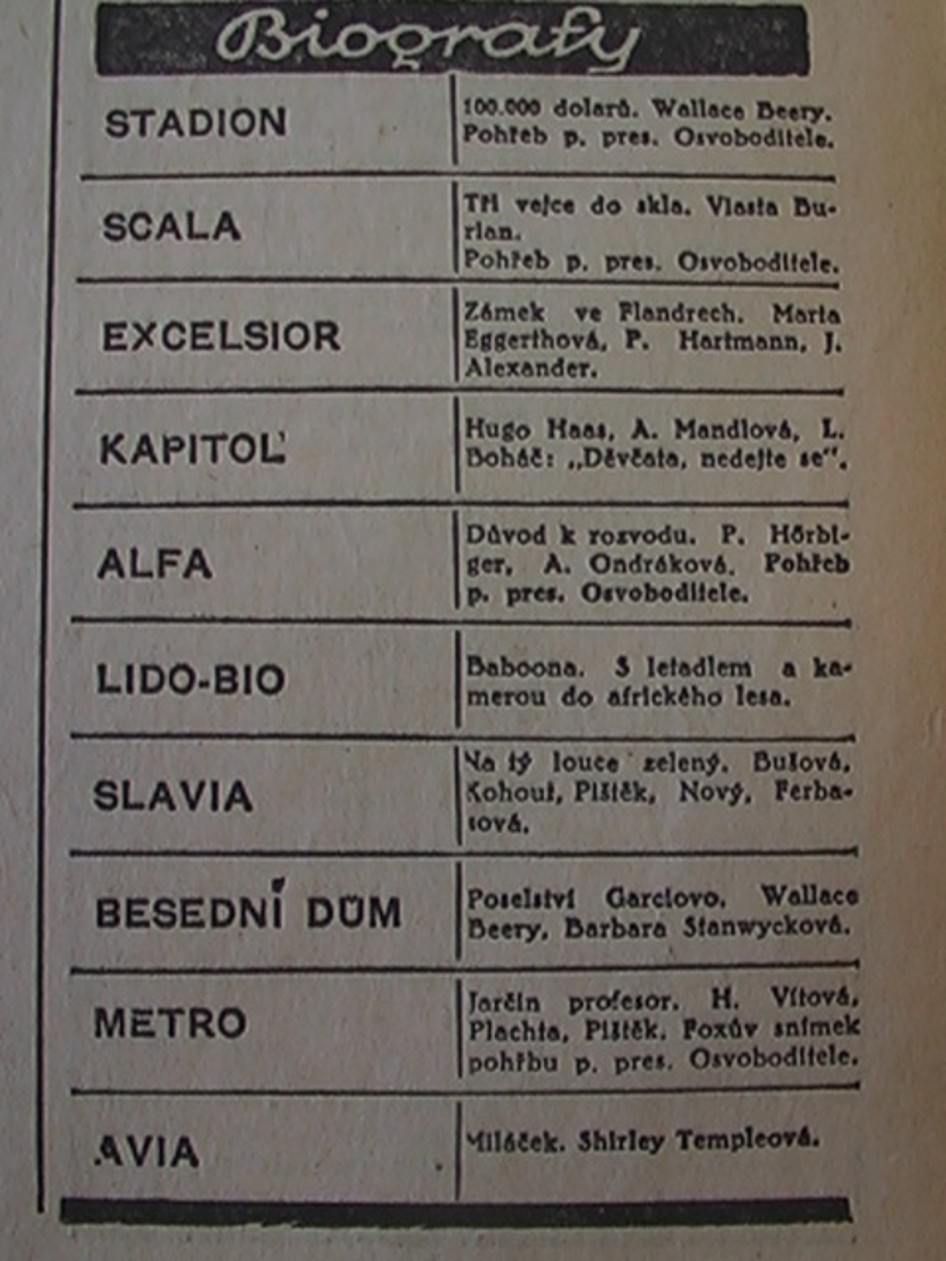 Biografy
STADION
100.000 dolarů. Wallace Beery.
Pohřeb p. pres. Osvoboditele.
SCALA
Tři vejce do skla. Vlasta Bu-
rian.
Pohřeb p. pres. Osvoboditele.
EXCELSIOR
Zámek ve Flandrech. Marta
Eggerthová, P. Hartmann, J.
Alexander.
KAPITOL
Hugo Haas, A. Mandlová, L.
Boháč: „Děvčata, nedejte se".
ALFA
Důvod k rozvodu. P. Hörbi-
ger, A. Ondráková. Pohřeb
p. pres. Osvoboditele.
LIDO-BIO
Baboona. S letadlem a ka-
merou do afrického lesa.
SLAVIA
Na tý louce zelený. Bušová,
Kohout, Pištěk, Nový, Ferba-
sová.
BESEDNÍ DŮM
Poselství Garciovo. Wallace
Beery, Barbara Stanwycková.
METRO
Jarčin profesor. H. Vítová,
Plachta, Pištěk. Foxův snímek
pohřbu p. pres. Osvoboditele.
AVIA
Miláček. Shirley Templeová.